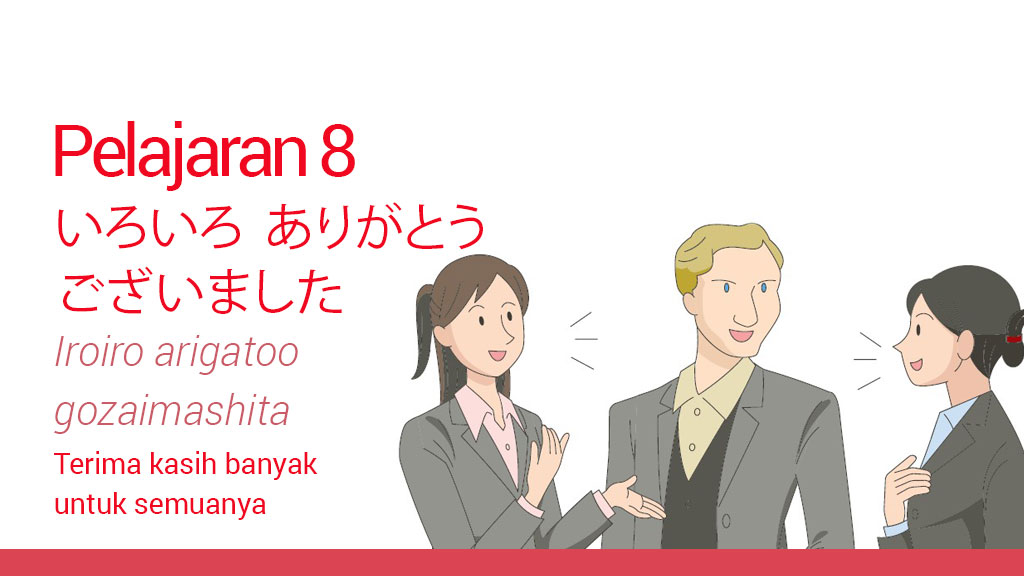 Pelajaran 8
いろいろ ありがとう
ございました
Iroiro arigatoo
gozaimashita
Terima kasih banyak
untuk semuanya